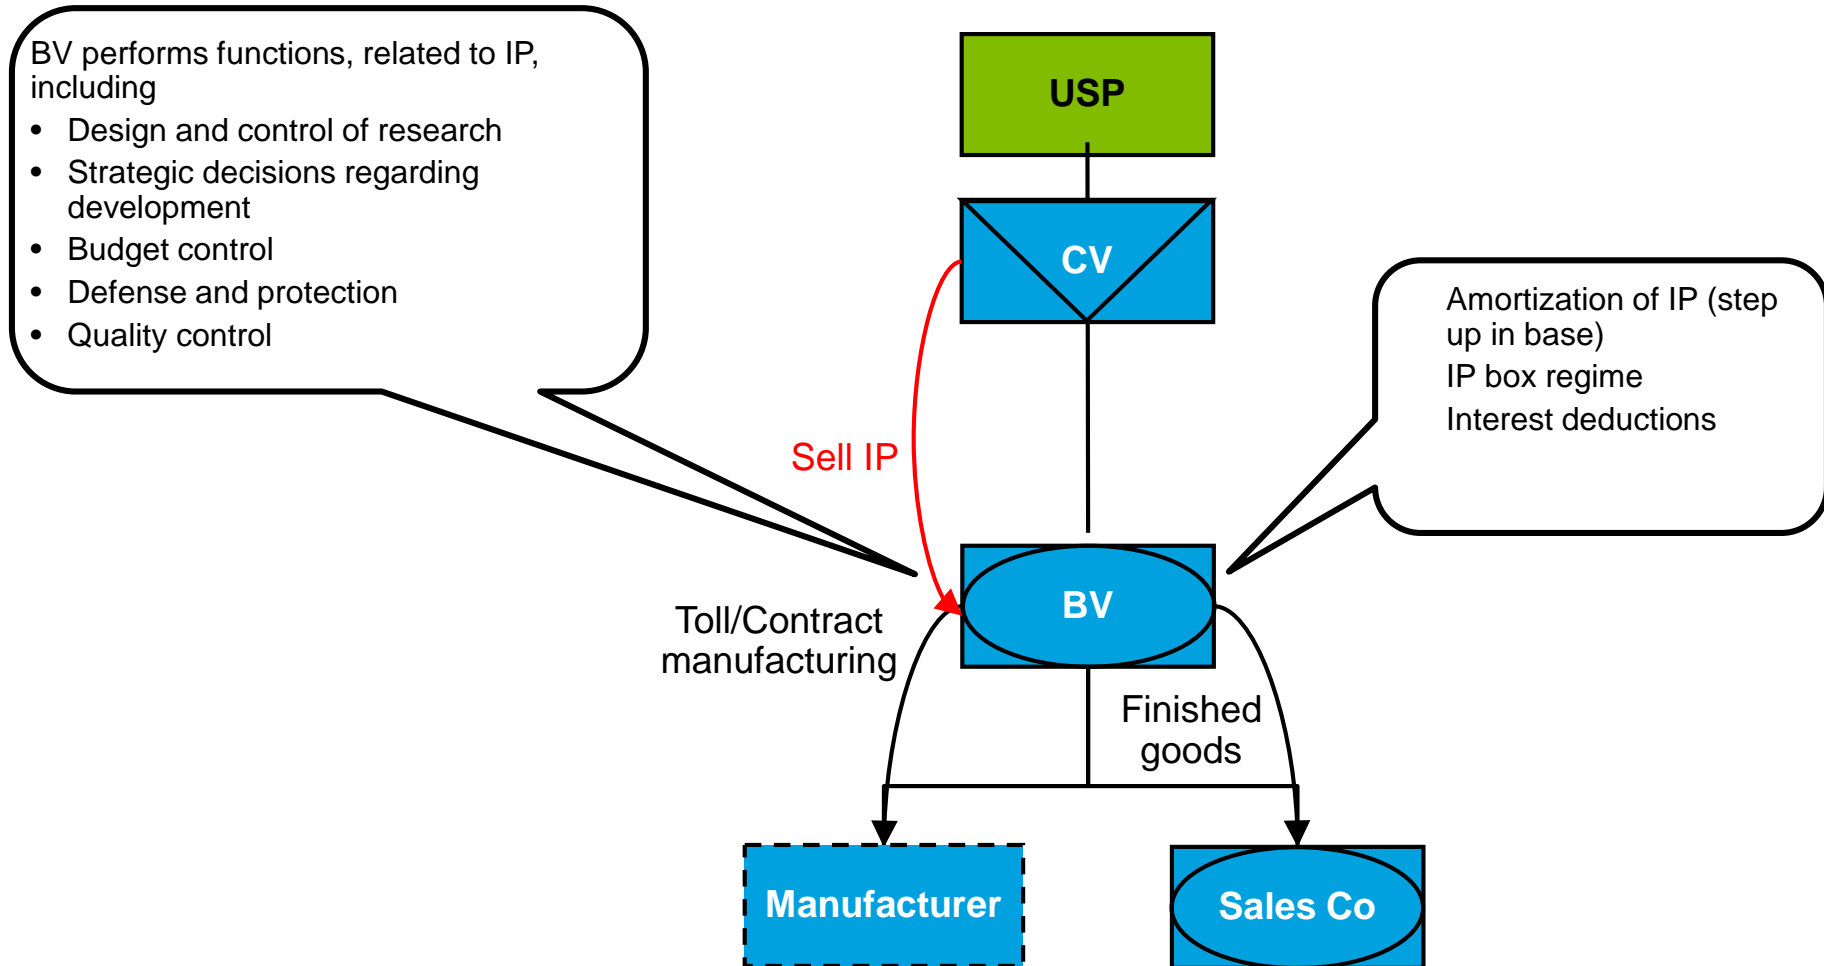 BV performs functions, related to IP,
including
• Design and control of research
• Strategic decisions regarding
development
• Budget control
• Defense and protection
• Quality control
USP
CV
Amortization of IP (step
up in base)
IP box regime
Interest deductions
Sell IP
BV
Toll/Contract
manufacturing
Finished
goods
Manufacturer
Sales Co